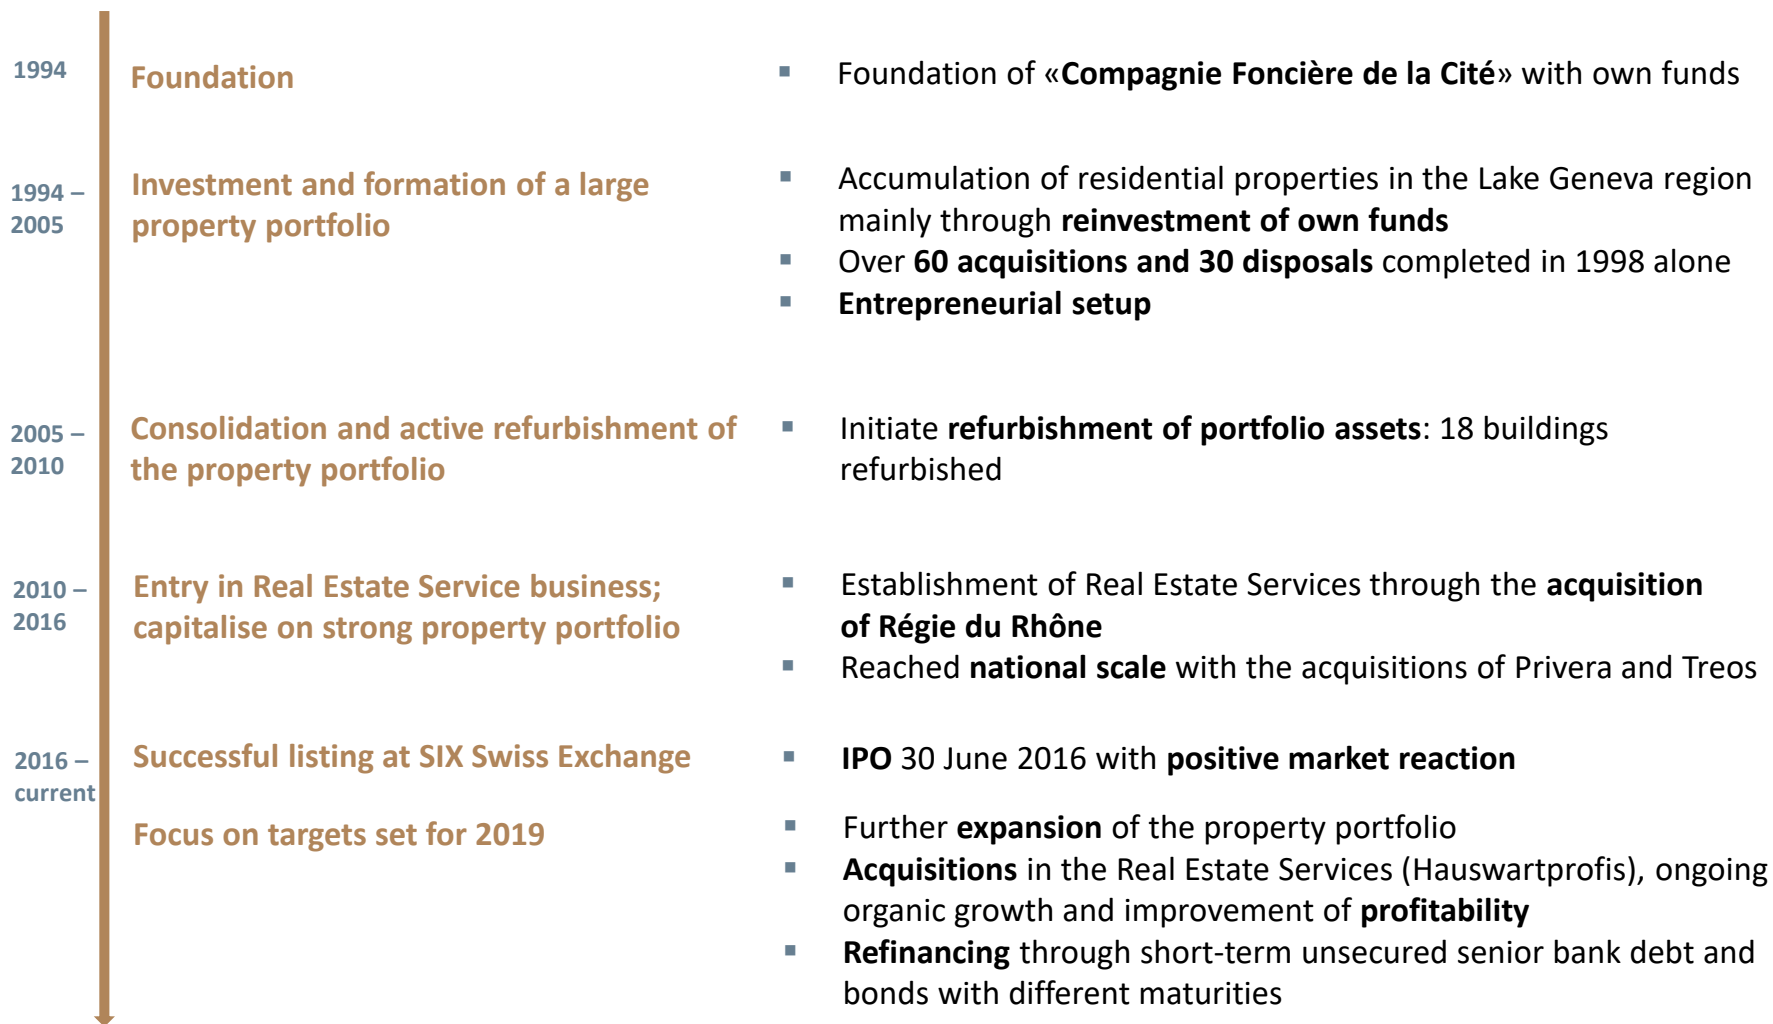 1994
Foundation
▪ Foundation of «Compagnie Foncière de la Cité» with own funds
1994 –
2005
Investment and formation of a large
property portfolio
▪ Accumulation of residential properties in the Lake Geneva region
mainly through reinvestment of own funds
▪ Over 60 acquisitions and 30 disposals completed in 1998 alone
▪ Entrepreneurial setup
2005 –
2010
Consolidation and active refurbishment of
the property portfolio
▪ Initiate refurbishment of portfolio assets: 18 buildings
refurbished
2010 –
2016
Entry in Real Estate Service business;
capitalise on strong property portfolio
▪ Establishment of Real Estate Services through the acquisition
of Régie du Rhône
▪ Reached national scale with the acquisitions of Privera and Treos
2016 –
current
Successful listing at SIX Swiss Exchange
▪ IPO 30 June 2016 with positive market reaction
Focus on targets set for 2019
▪ Further expansion of the property portfolio
▪ Acquisitions in the Real Estate Services (Hauswartprofis), ongoing
organic growth and improvement of profitability
▪ Refinancing through short-term unsecured senior bank debt and
bonds with different maturities